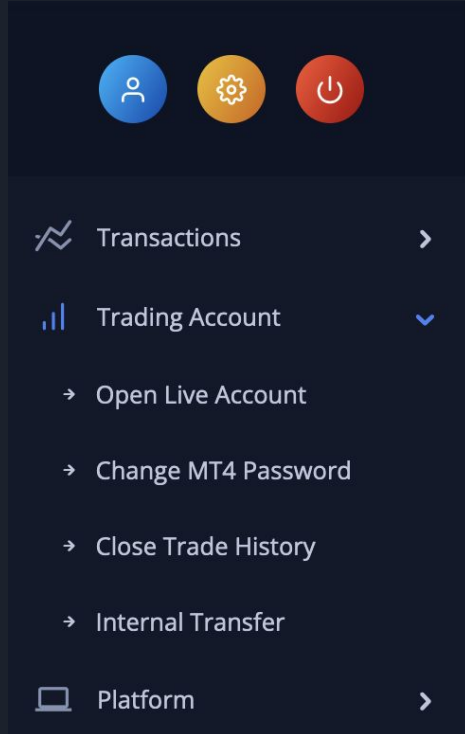 Transactions
Trading Account
Open Live Account
Change MT4 Password
Close Trade History
Internal Transfer
Platform